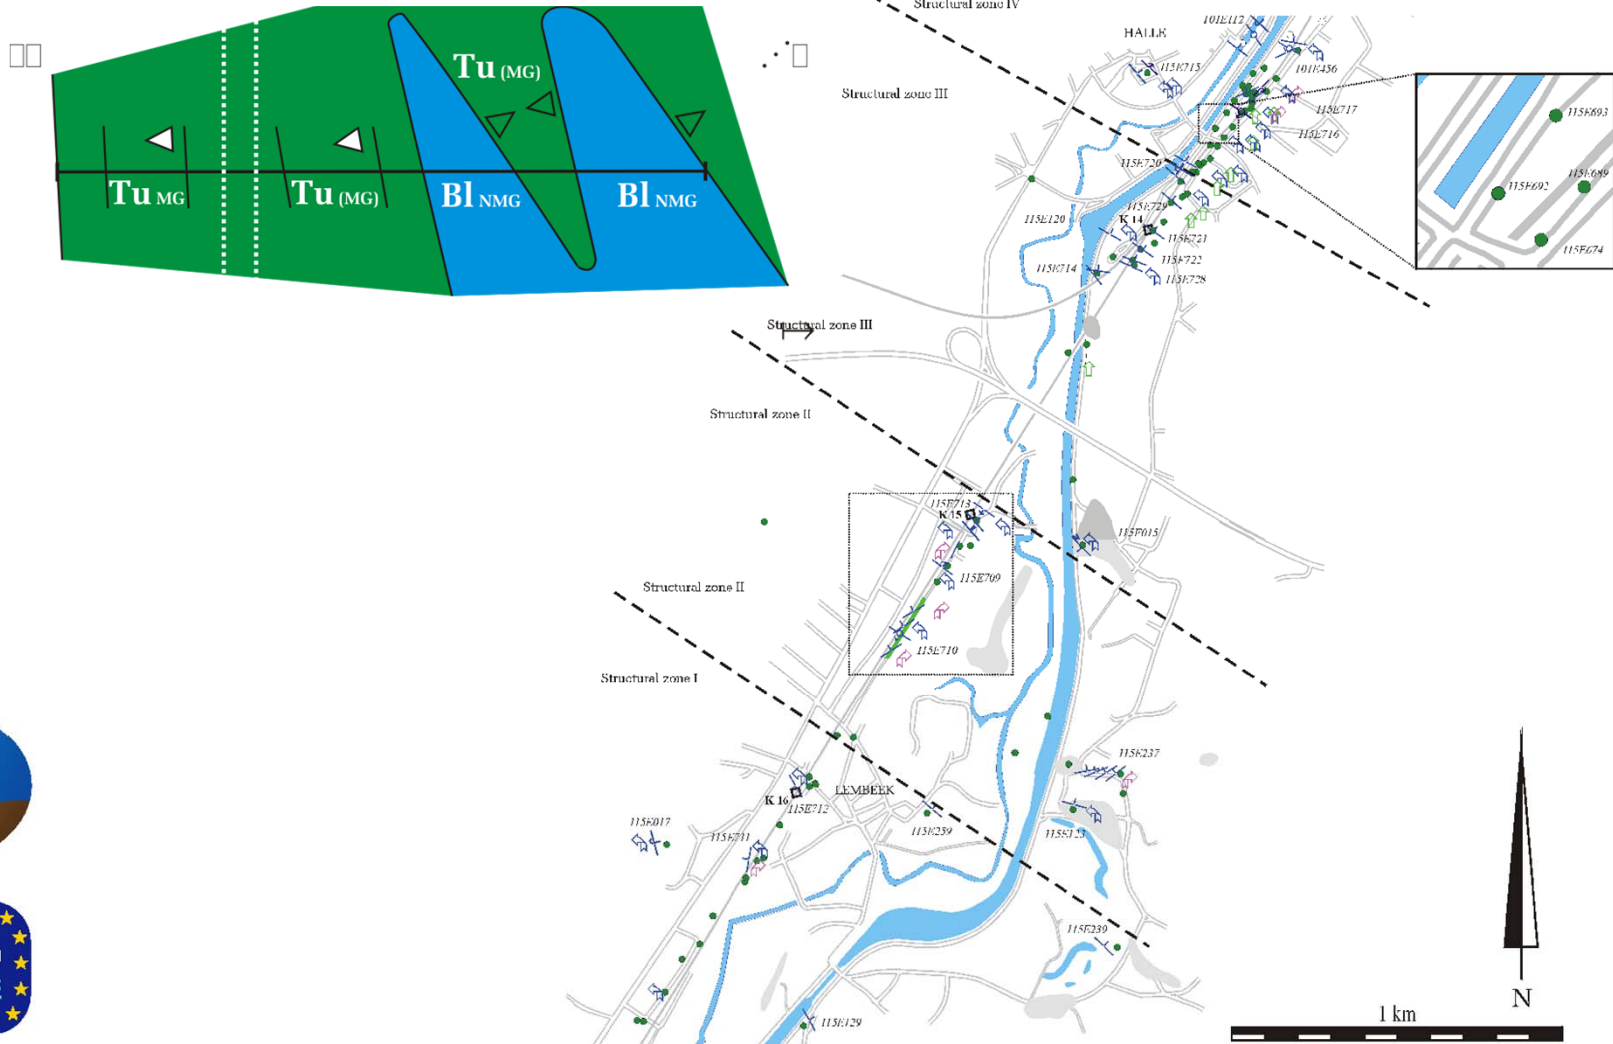 Structural zone IV
HALLE
101E112
115E715
101E456
Structural zone III
115E717
115E716
115E693
115E689
115E692
115E674
Tu (MG)
Tu MG
Tu (MG)
Bl NMG
Bl NMG
115E720
115E729
115E120
K 14
115E721
115E722
115E714
115E728
Structural zone III
Structural zone II
115E713
K 15
115E015
115E709
Structural zone II
115E710
Structural zone I
115E237
K 16
LEMBEEK
115E712
115E017
115E711
115E259
115E123
115E239
115E129
1 km
N